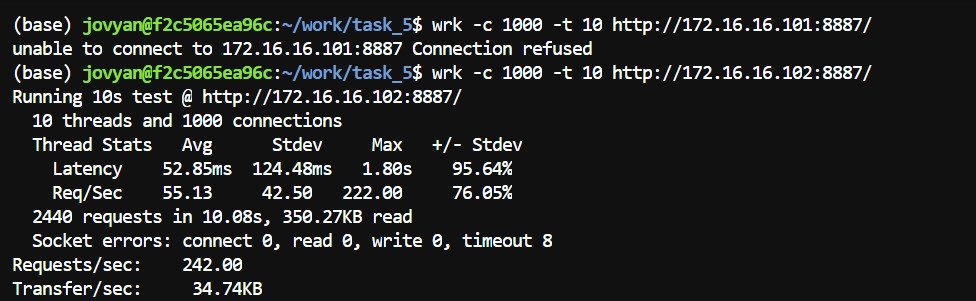 (base) jovyan@f2c5065ea96c:~/work/task_5$ wrk -c 1000 -t 10 http://172.16.16.101:8887/
unable to connect to 172.16.16.101:8887 Connection refused
(base) jovyan@f2c5065ea96c:~/work/task_5$ wrk -c 1000 -t 10 http://172.16.16.102:8887/
Running 10s test @ http://172.16.16.102:8887/
  10 threads and 1000 connections
  Thread Stats   Avg      Stdev     Max   +/- Stdev
    Latency    52.85ms  124.48ms   1.80s    95.64%
    Req/Sec    55.13     42.50   222.00     76.05%
  2440 requests in 10.08s, 350.27KB read
  Socket errors: connect 0, read 0, write 0, timeout 8
Requests/sec:    242.00
Transfer/sec:     34.74KB